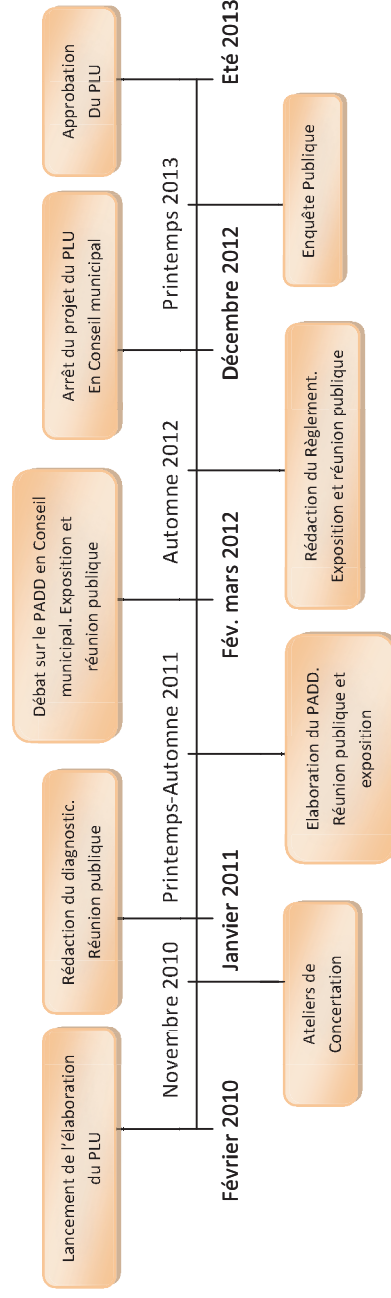 Lancement de l'élaboration
du PLU
Rédaction du diagnostic.
Réunion publique
Débat sur le PADD en Conseil
municipal. Exposition et
réunion publique
Arrêt du projet du PLU
En Conseil municipal
Approbation
Du PLU
Novembre 2010
Printemps-Automne 2011
Automne 2012
Printemps 2013
Février 2010
Janvier 2011
Fév. mars 2012
Décembre 2012
Eté 2013
Ateliers de
Concertation
Elaboration du PADD.
Réunion publique et
exposition
Rédaction du Règlement.
Exposition et réunion publique
Enquête Publique